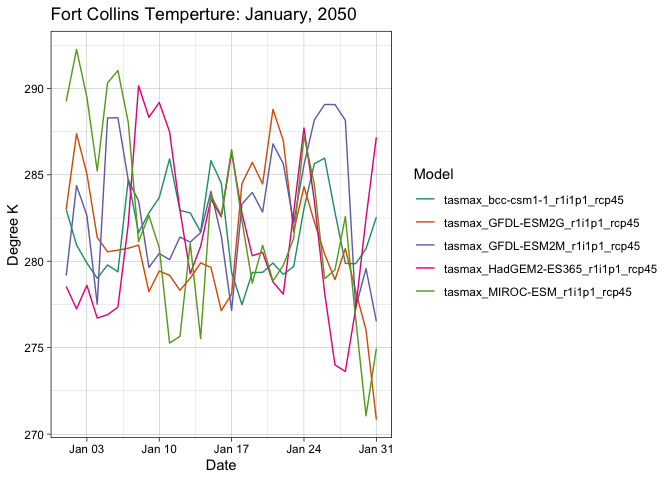 Fort Collins Temperture: January, 2050
Degree K
290
285
280
275
270
Jan 03 Jan 10 Jan 17 Jan 24 Jan 31
Date
Model
tasmax_bcc-csm1-1_r1i1p1_rcp45
tasmax_GFDL-ESM2G_r1i1p1_rcp45
tasmax_GFDL-ESM2M_r1i1p1_rcp45
tasmax_HadGEM2-ES365_r1i1p1_rcp45
tasmax_MIROC-ESM_r1i1p1_rcp45